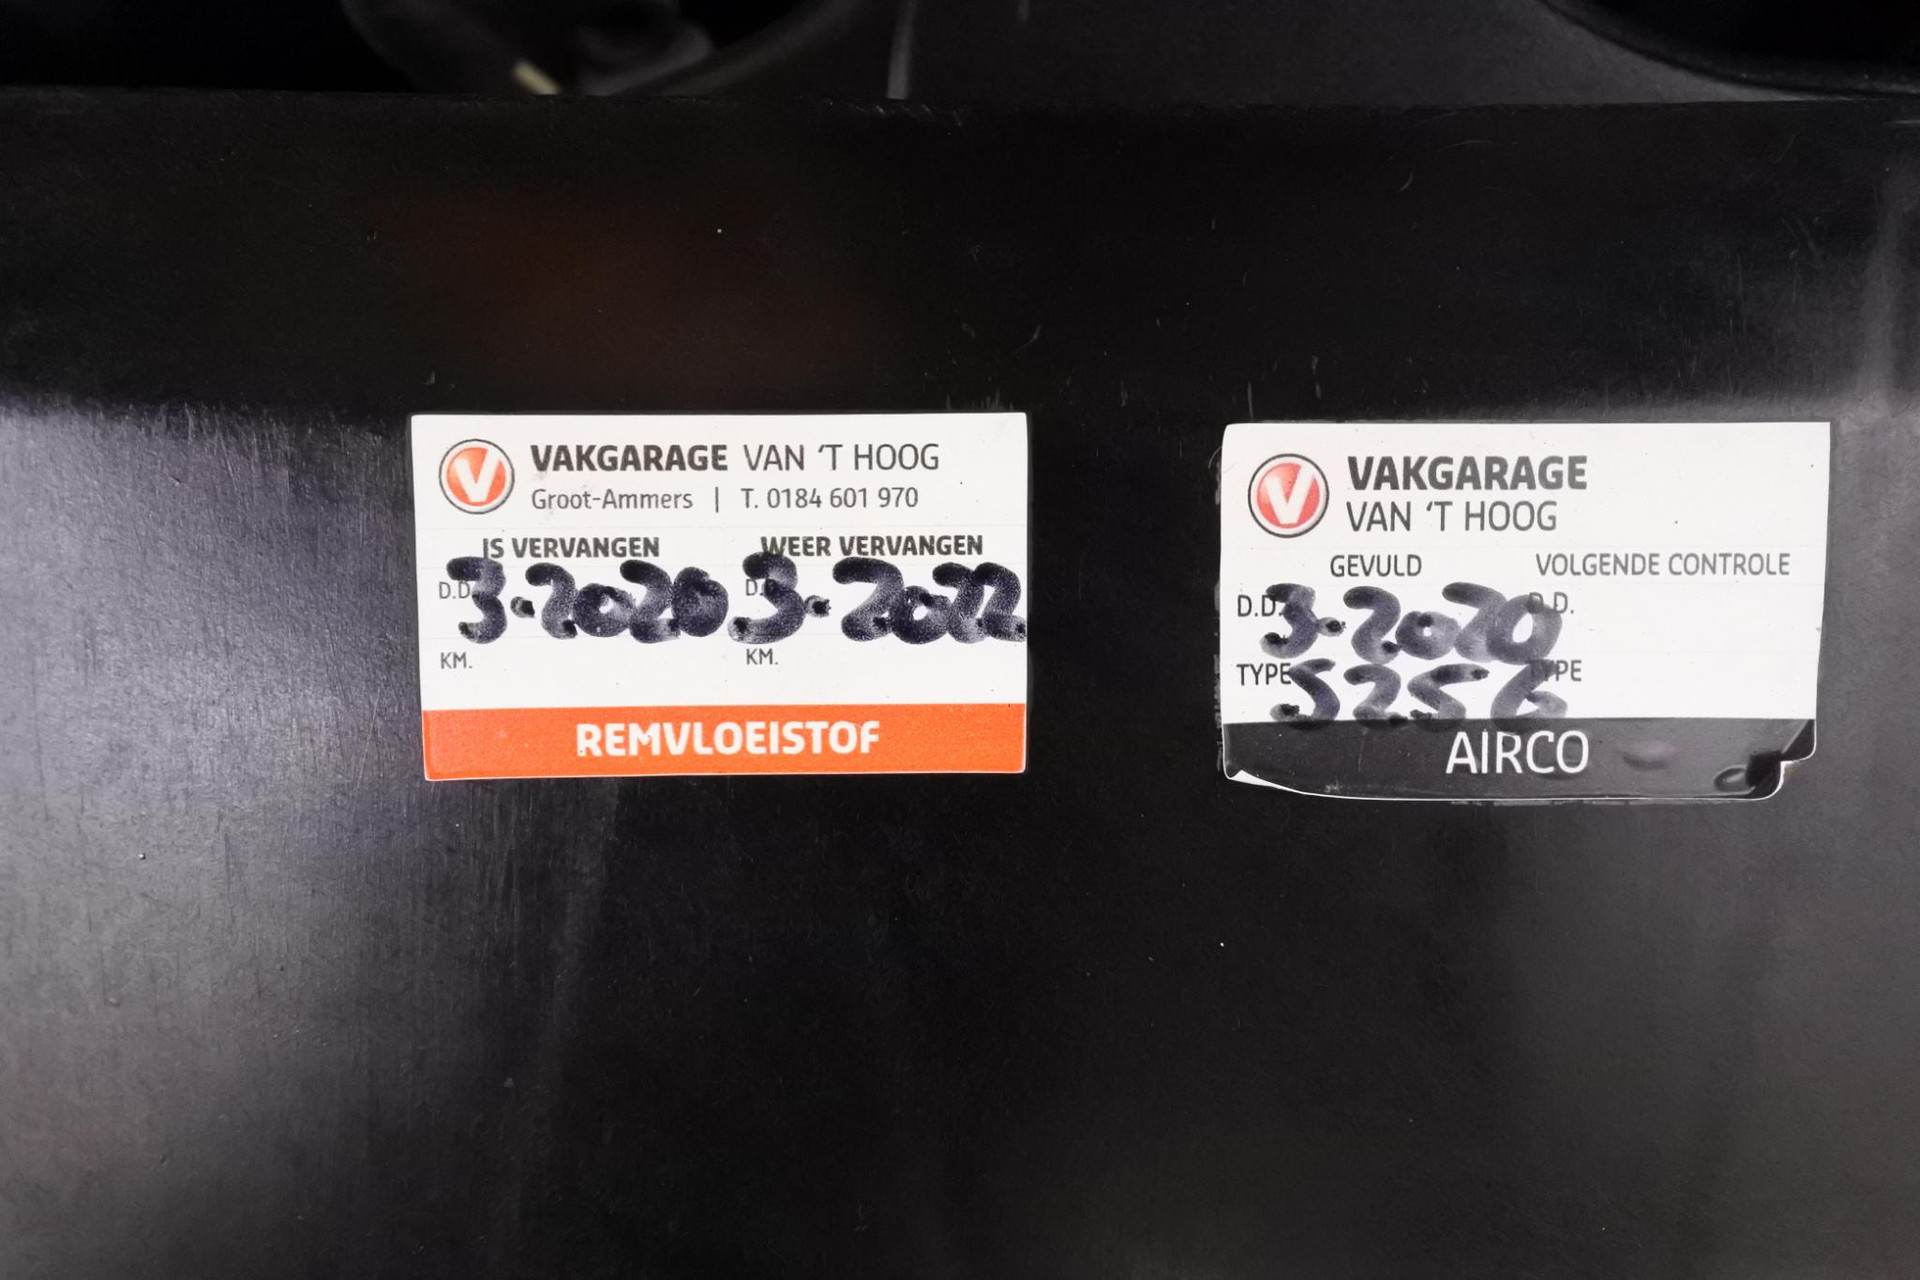 VAKGARAGE VAN 'T HOOG
Groot-Ammers | T. 0184 601 970
IS VERVANGEN WEER VERVANGEN
D.D. 3-2020 D.D. 3-2022
KM. KM.
REMVLOEISTOF
VAKGARAGE
VAN 'T HOOG
GEVULD VOLGENDE CONTROLE
D.D. 3-2020 D.D.
TYPE 525G TYPE
AIRCO